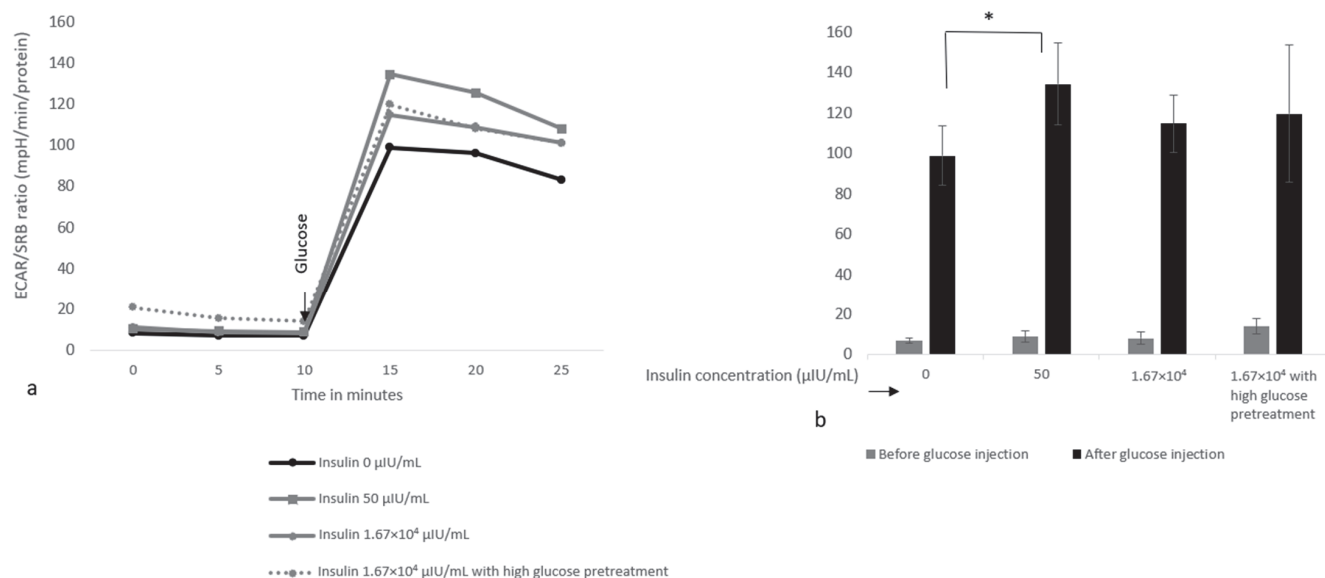 ECAR/SRB ratio (mpH/min/protein)
160
140
120
100
80
60
40
20
0
Glucose
0 5 10 15 20 25
Time in minutes
a
Insulin 0 µIU/mL
Insulin 50 µIU/mL
Insulin 1.67×10⁴ µIU/mL
Insulin 1.67×10⁴ µIU/mL with high glucose pretreatment
*
160
140
120
100
80
60
40
20
0
Insulin concentration (µIU/mL)
0 50 1.67×10⁴ 1.67×10⁴ with
high glucose
pretreatment
b
Before glucose injection After glucose injection